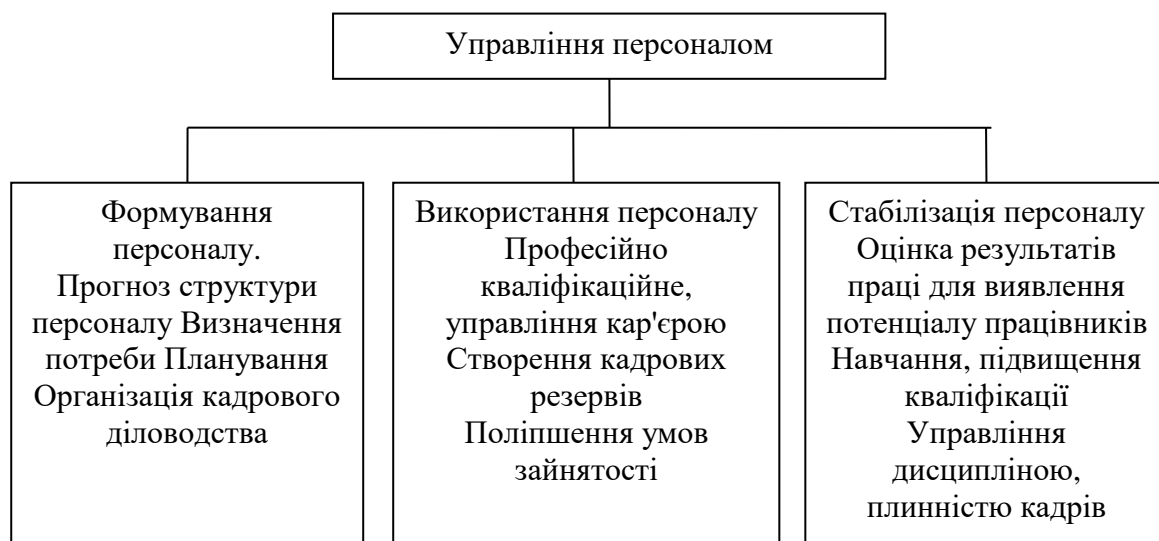 Управління персоналом
Формування
персоналу.
Прогноз структури
персоналу Визначення
потреби Планування
Організація кадрового
діловодства
Використання персоналу
Професійно
кваліфікаційне,
управління кар'єрою
Створення кадрових
резервів
Поліпшення умов
зайнятості
Стабілізація персоналу
Оцінка результатів
праці для виявлення
потенціалу працівників
Навчання, підвищення
кваліфікації
Управління
дисципліною,
плинністю кадрів